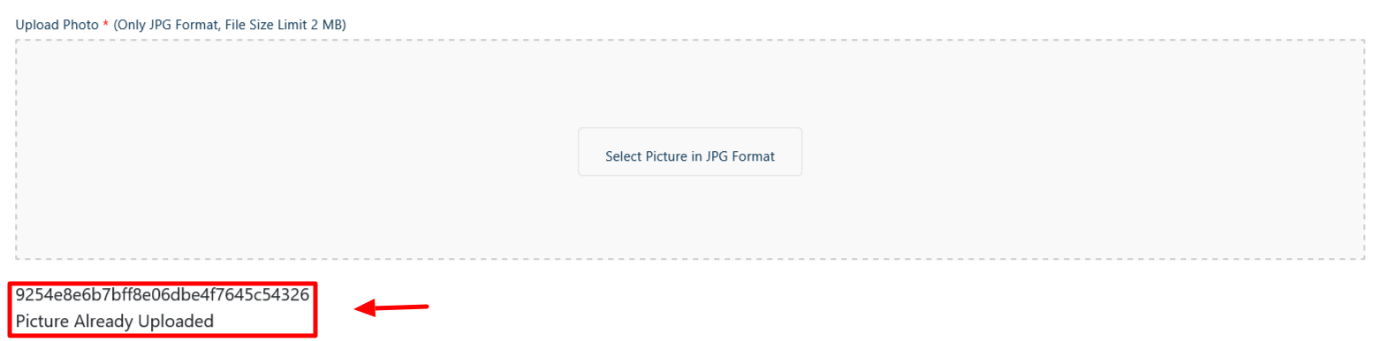 Upload Photo * (Only JPG Format, File Size Limit 2 MB)
Select Picture in JPG Format
9254e8e6b7bff8e06dbe4f7645c54326
Picture Already Uploaded